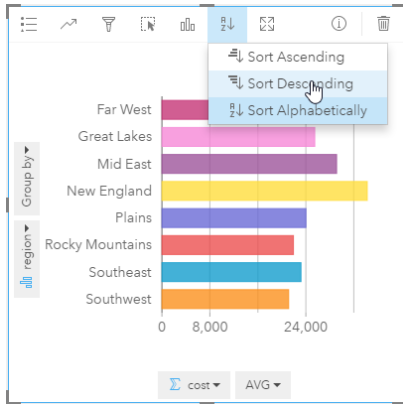 Sort Ascending
Sort Descending
Sort Alphabetically
Far West
Great Lakes
Mid East
New England
Plains
Rocky Mountains
Southeast
Southwest
Group by
region
0 8,000 24,000
cost AVG